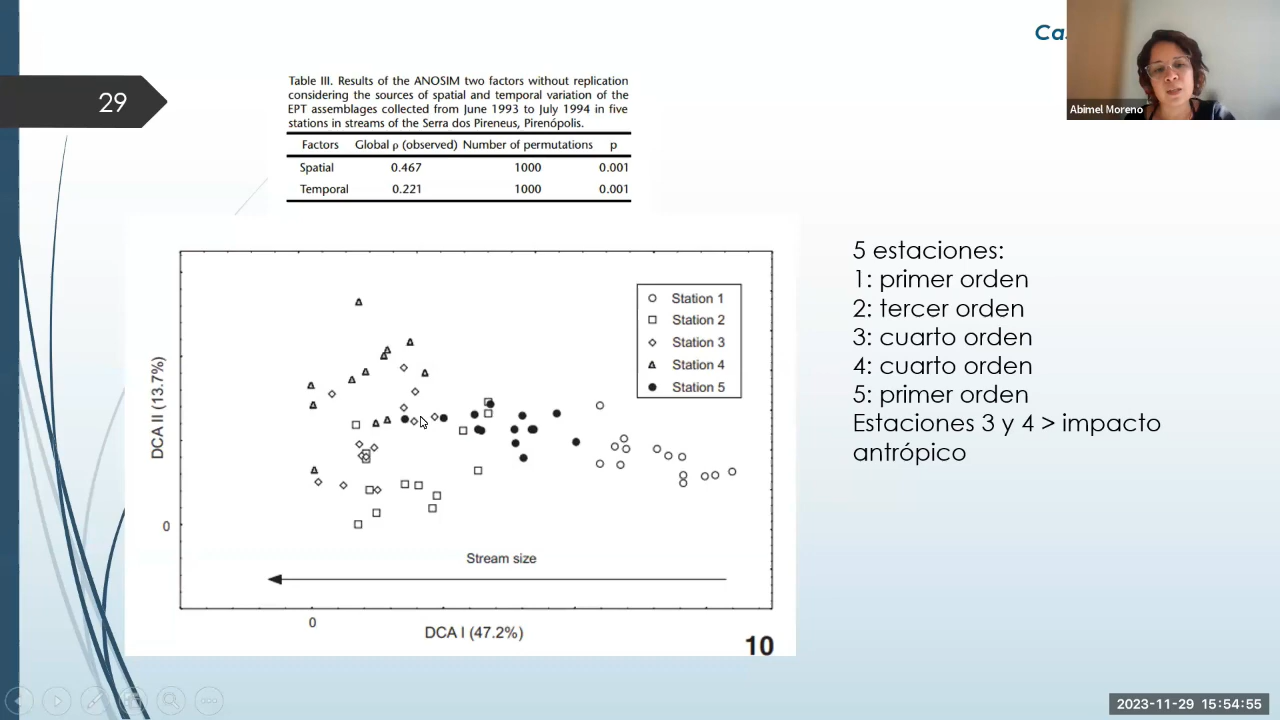 29
Table III. Results of the ANOSIM two factors without replication
considering the sources of spatial and temporal variation of the
EPT assemblages collected from June 1993 to July 1994 in five
stations in streams of the Serra dos Pireneus, Pirenópolis.
Factors Global ρ (observed) Number of permutations p
Spatial 0.467 1000 0.001
Temporal 0.221 1000 0.001
Abimel Moreno
Station 1
Station 2
Station 3
Station 4
Station 5
DCA II (13.7%)
0
Stream size
0
DCA I (47.2%)
10
5 estaciones:
1: primer orden
2: tercer orden
3: cuarto orden
4: cuarto orden
5: primer orden
Estaciones 3 y 4 > impacto
antrópico
2023-11-29 15:54:55